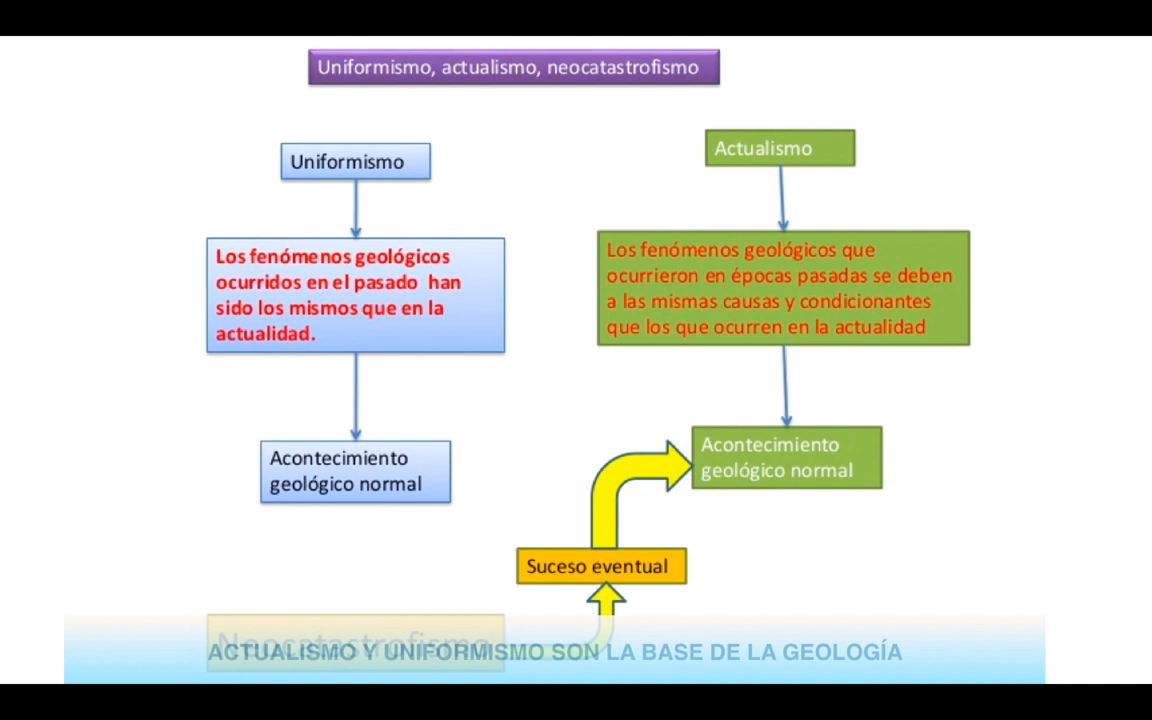 Uniformismo, actualismo, neocatastrofismo
Uniformismo
Los fenómenos geológicos
ocurridos en el pasado han
sido los mismos que en la
actualidad.
Acontecimiento
geológico normal
Actualismo
Los fenómenos geológicos que
ocurrieron en épocas pasadas se deben
a las mismas causas y condicionantes
que los que ocurren en la actualidad
Acontecimiento
geológico normal
Suceso eventual
Neocatastrofismo
ACTUALISMO Y UNIFORMISMO SON LA BASE DE LA GEOLOGÍA